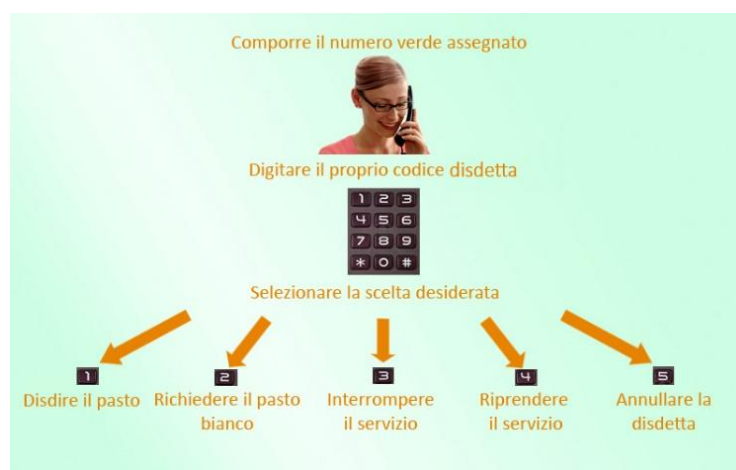 Comporre il numero verde assegnato
Digitare il proprio codice disdetta
1 2 3
4 5 6
7 8 9
* 0 #
Selezionare la scelta desiderata
1
Disdire il pasto
2
Richiedere il pasto
bianco
3
Interrompere
il servizio
4
Riprendere
il servizio
5
Annullare la
disdetta